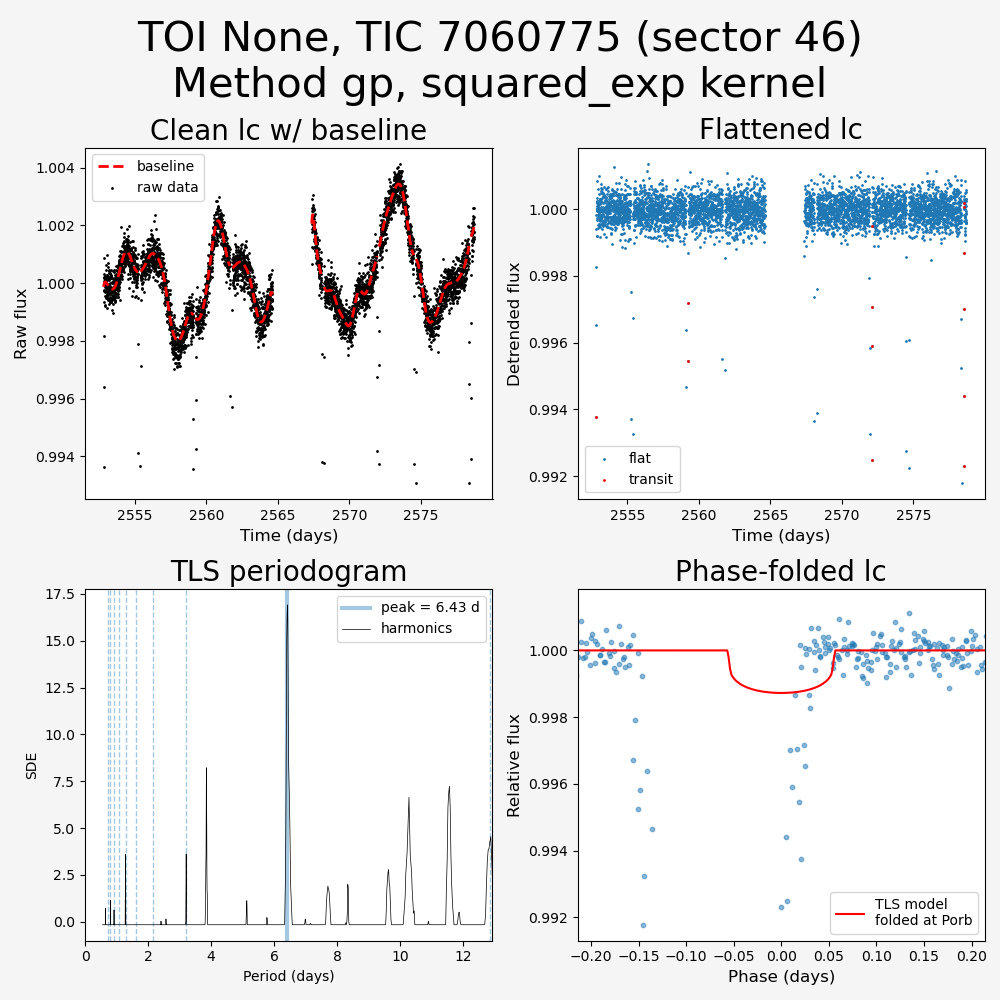 TOI None, TIC 7060775 (sector 46)
Method gp, squared_exp kernel
Clean lc w/ baseline
baseline
raw data
Raw flux
1.004
1.002
1.000
0.998
0.996
0.994
2555
2560
2565
2570
2575
Time (days)
Flattened lc
Detrended flux
1.000
0.998
0.996
0.994
0.992
flat
transit
2555
2560
2565
2570
2575
Time (days)
TLS periodogram
peak = 6.43 d
harmonics
SDE
17.5
15.0
12.5
10.0
7.5
5.0
2.5
0.0
0
2
4
6
8
10
12
Period (days)
Phase-folded lc
Relative flux
1.000
0.998
0.996
0.994
0.992
TLS model
folded at Porb
−0.20
−0.15
−0.10
−0.05
0.00
0.05
0.10
0.15
0.20
Phase (days)